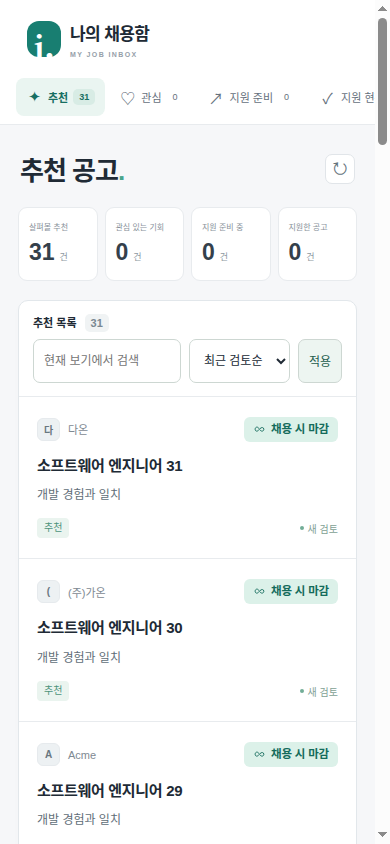 j.
나의 채용함
MY JOB INBOX
추천 31
관심 0
지원 준비 0
지원 현
추천 공고.
살펴볼 추천
31 건
관심 있는 기회
0 건
지원 준비 중
0 건
지원한 공고
0 건
추천 목록 31
현재 보기에서 검색
최근 검토순
적용
다 다온
채용 시 마감
소프트웨어 엔지니어 31
개발 경험과 일치
추천
새 검토
( (주)가온
채용 시 마감
소프트웨어 엔지니어 30
개발 경험과 일치
추천
새 검토
A Acme
채용 시 마감
소프트웨어 엔지니어 29
개발 경험과 일치